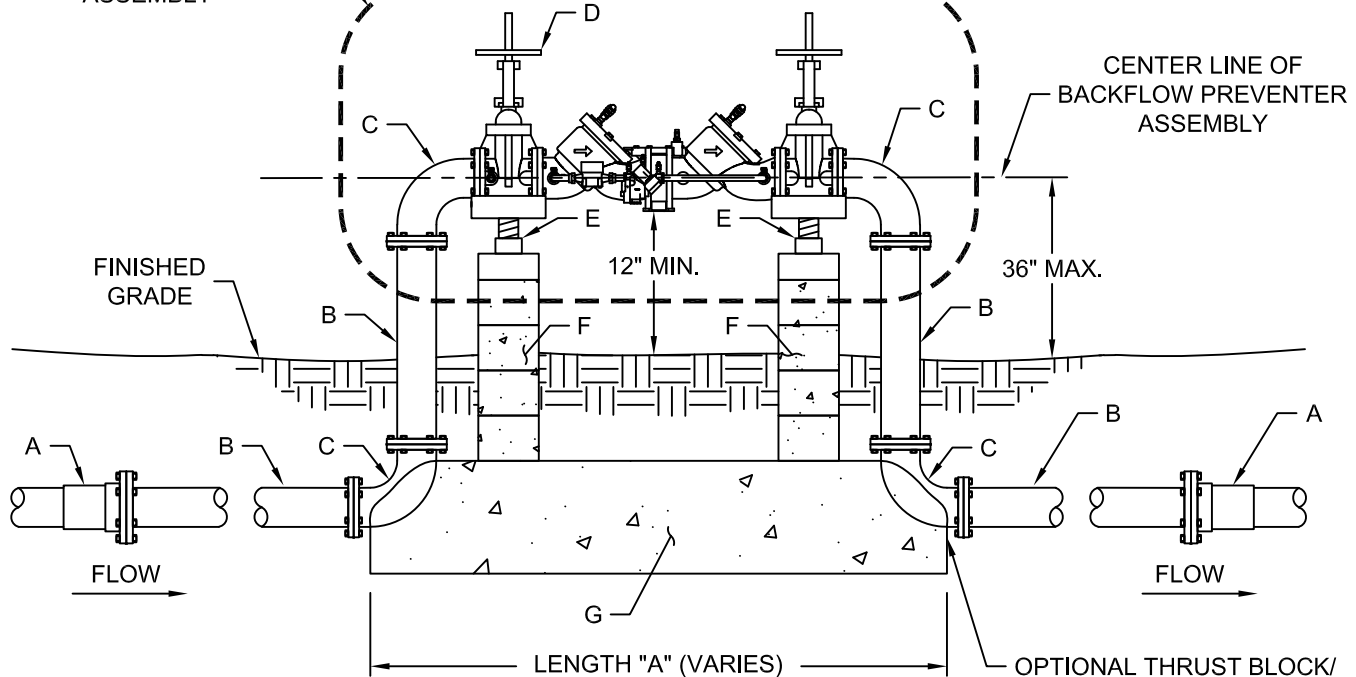 ASSEMBLY
D
CENTER LINE OF
BACKFLOW PREVENTER
ASSEMBLY
C
C
E
E
12" MIN.
36" MAX.
FINISHED
GRADE
B
F
F
B
A
B
C
C
B
A
FLOW
FLOW
G
LENGTH "A" (VARIES)
OPTIONAL THRUST BLOCK/